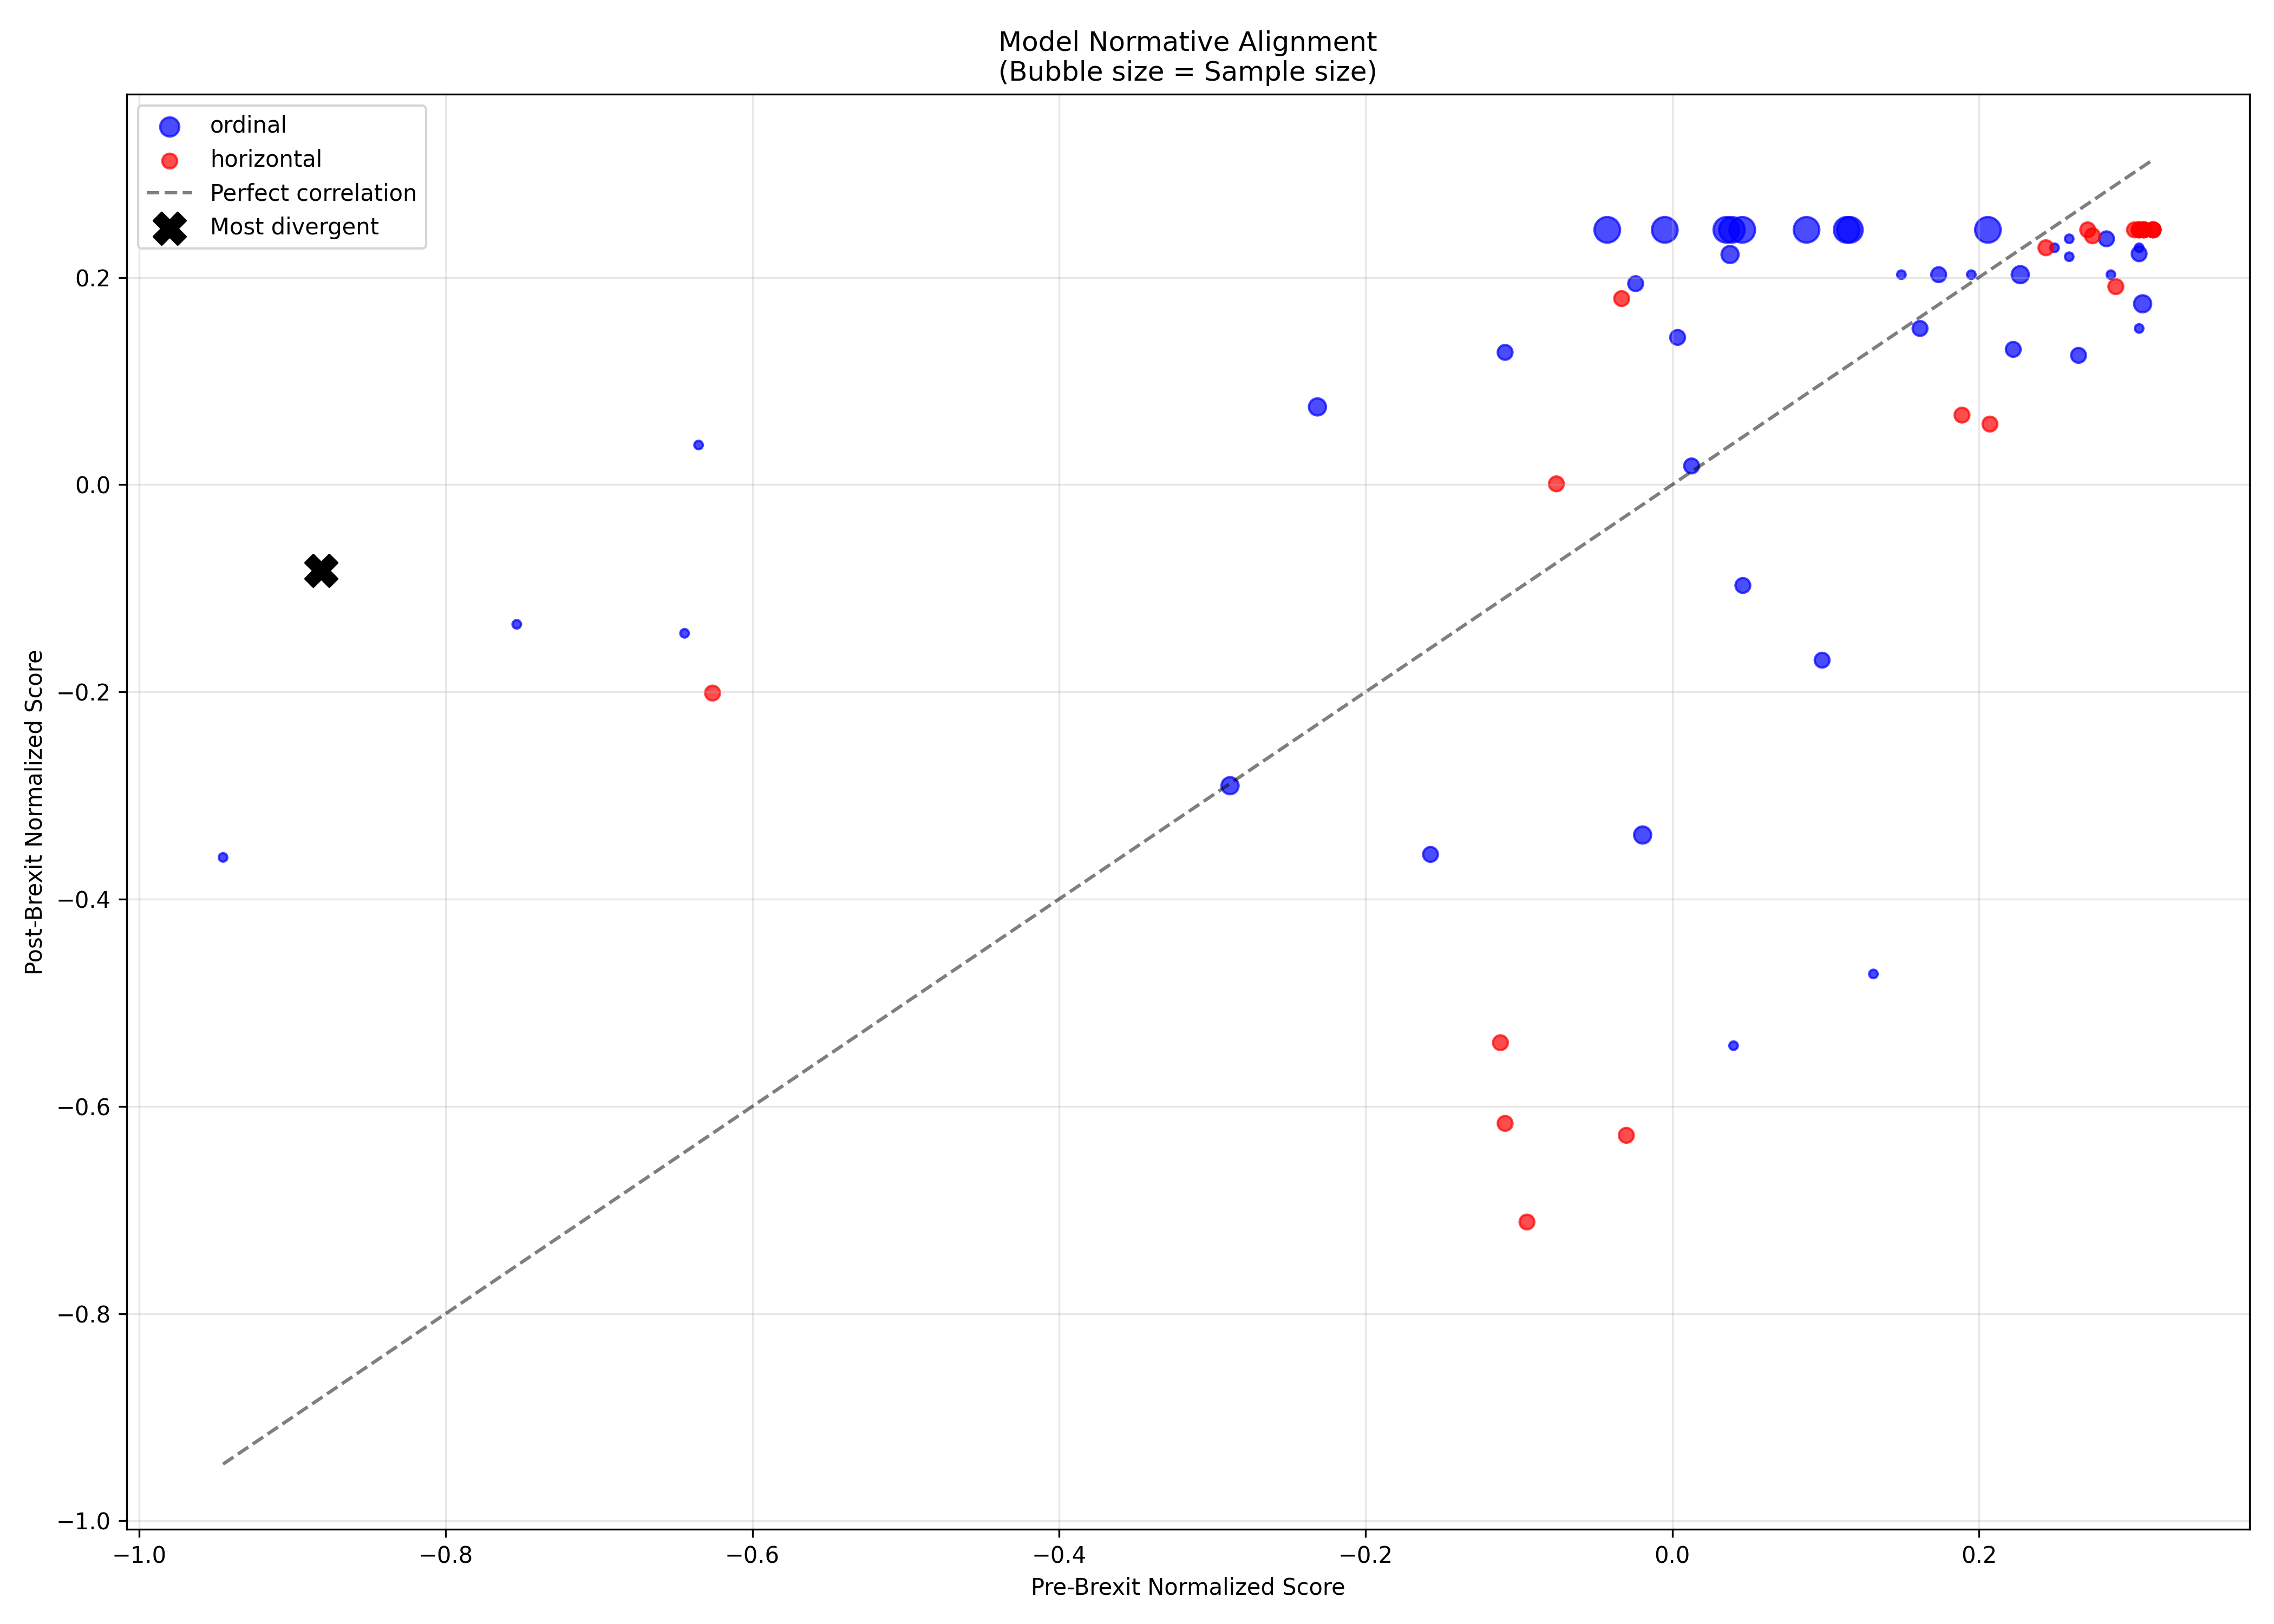 Model Normative Alignment
(Bubble size = Sample size)
ordinal
horizontal
Perfect correlation
Most divergent
Post-Brexit Normalized Score
0.2
0.0
−0.2
−0.4
−0.6
−0.8
−1.0
−1.0 −0.8 −0.6 −0.4 −0.2 0.0 0.2
Pre-Brexit Normalized Score